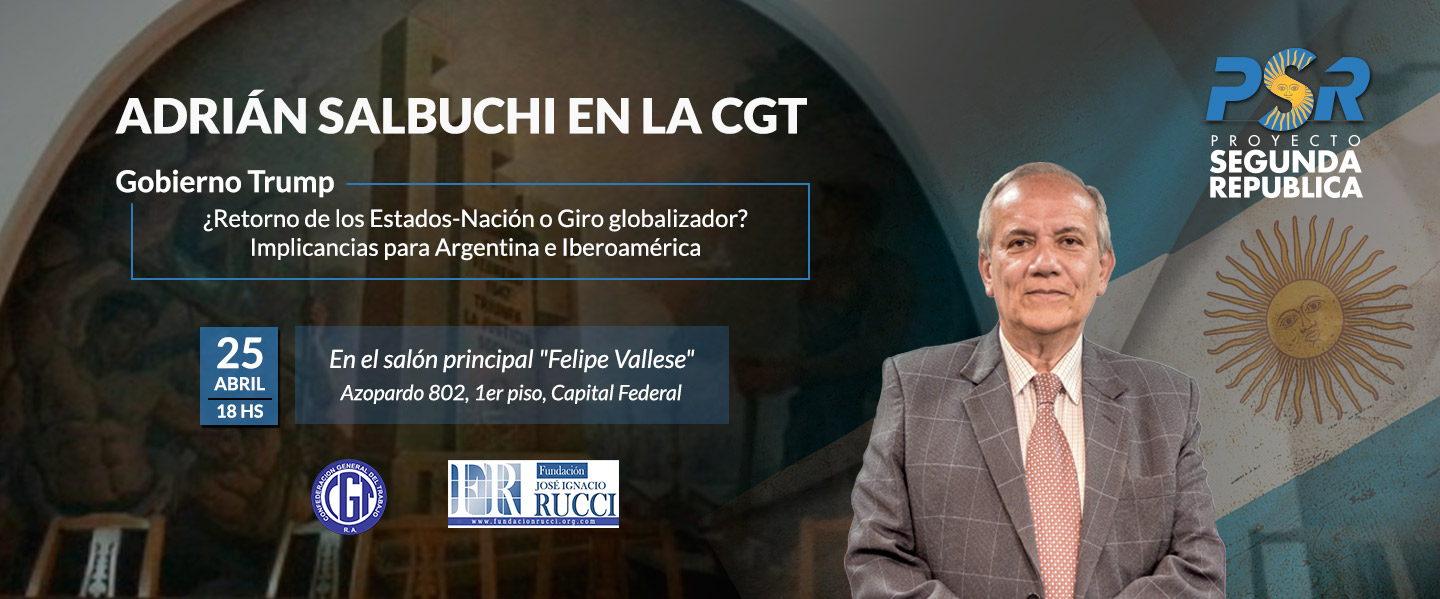 ADRIÁN SALBUCHI EN LA CGT
Gobierno Trump
¿Retorno de los Estados-Nación o Giro globalizador?
Implicancias para Argentina e Iberoamérica
25
ABRIL
18 HS
En el salón principal "Felipe Vallese"
Azopardo 802, 1er piso, Capital Federal
CONFEDERACION GENERAL DEL TRABAJO
CGT
R.A.
FR
Fundación
JOSÉ IGNACIO
RUCCI
www.fundacionrucci.org.com
PSR
PROYECTO
SEGUNDA
REPUBLICA